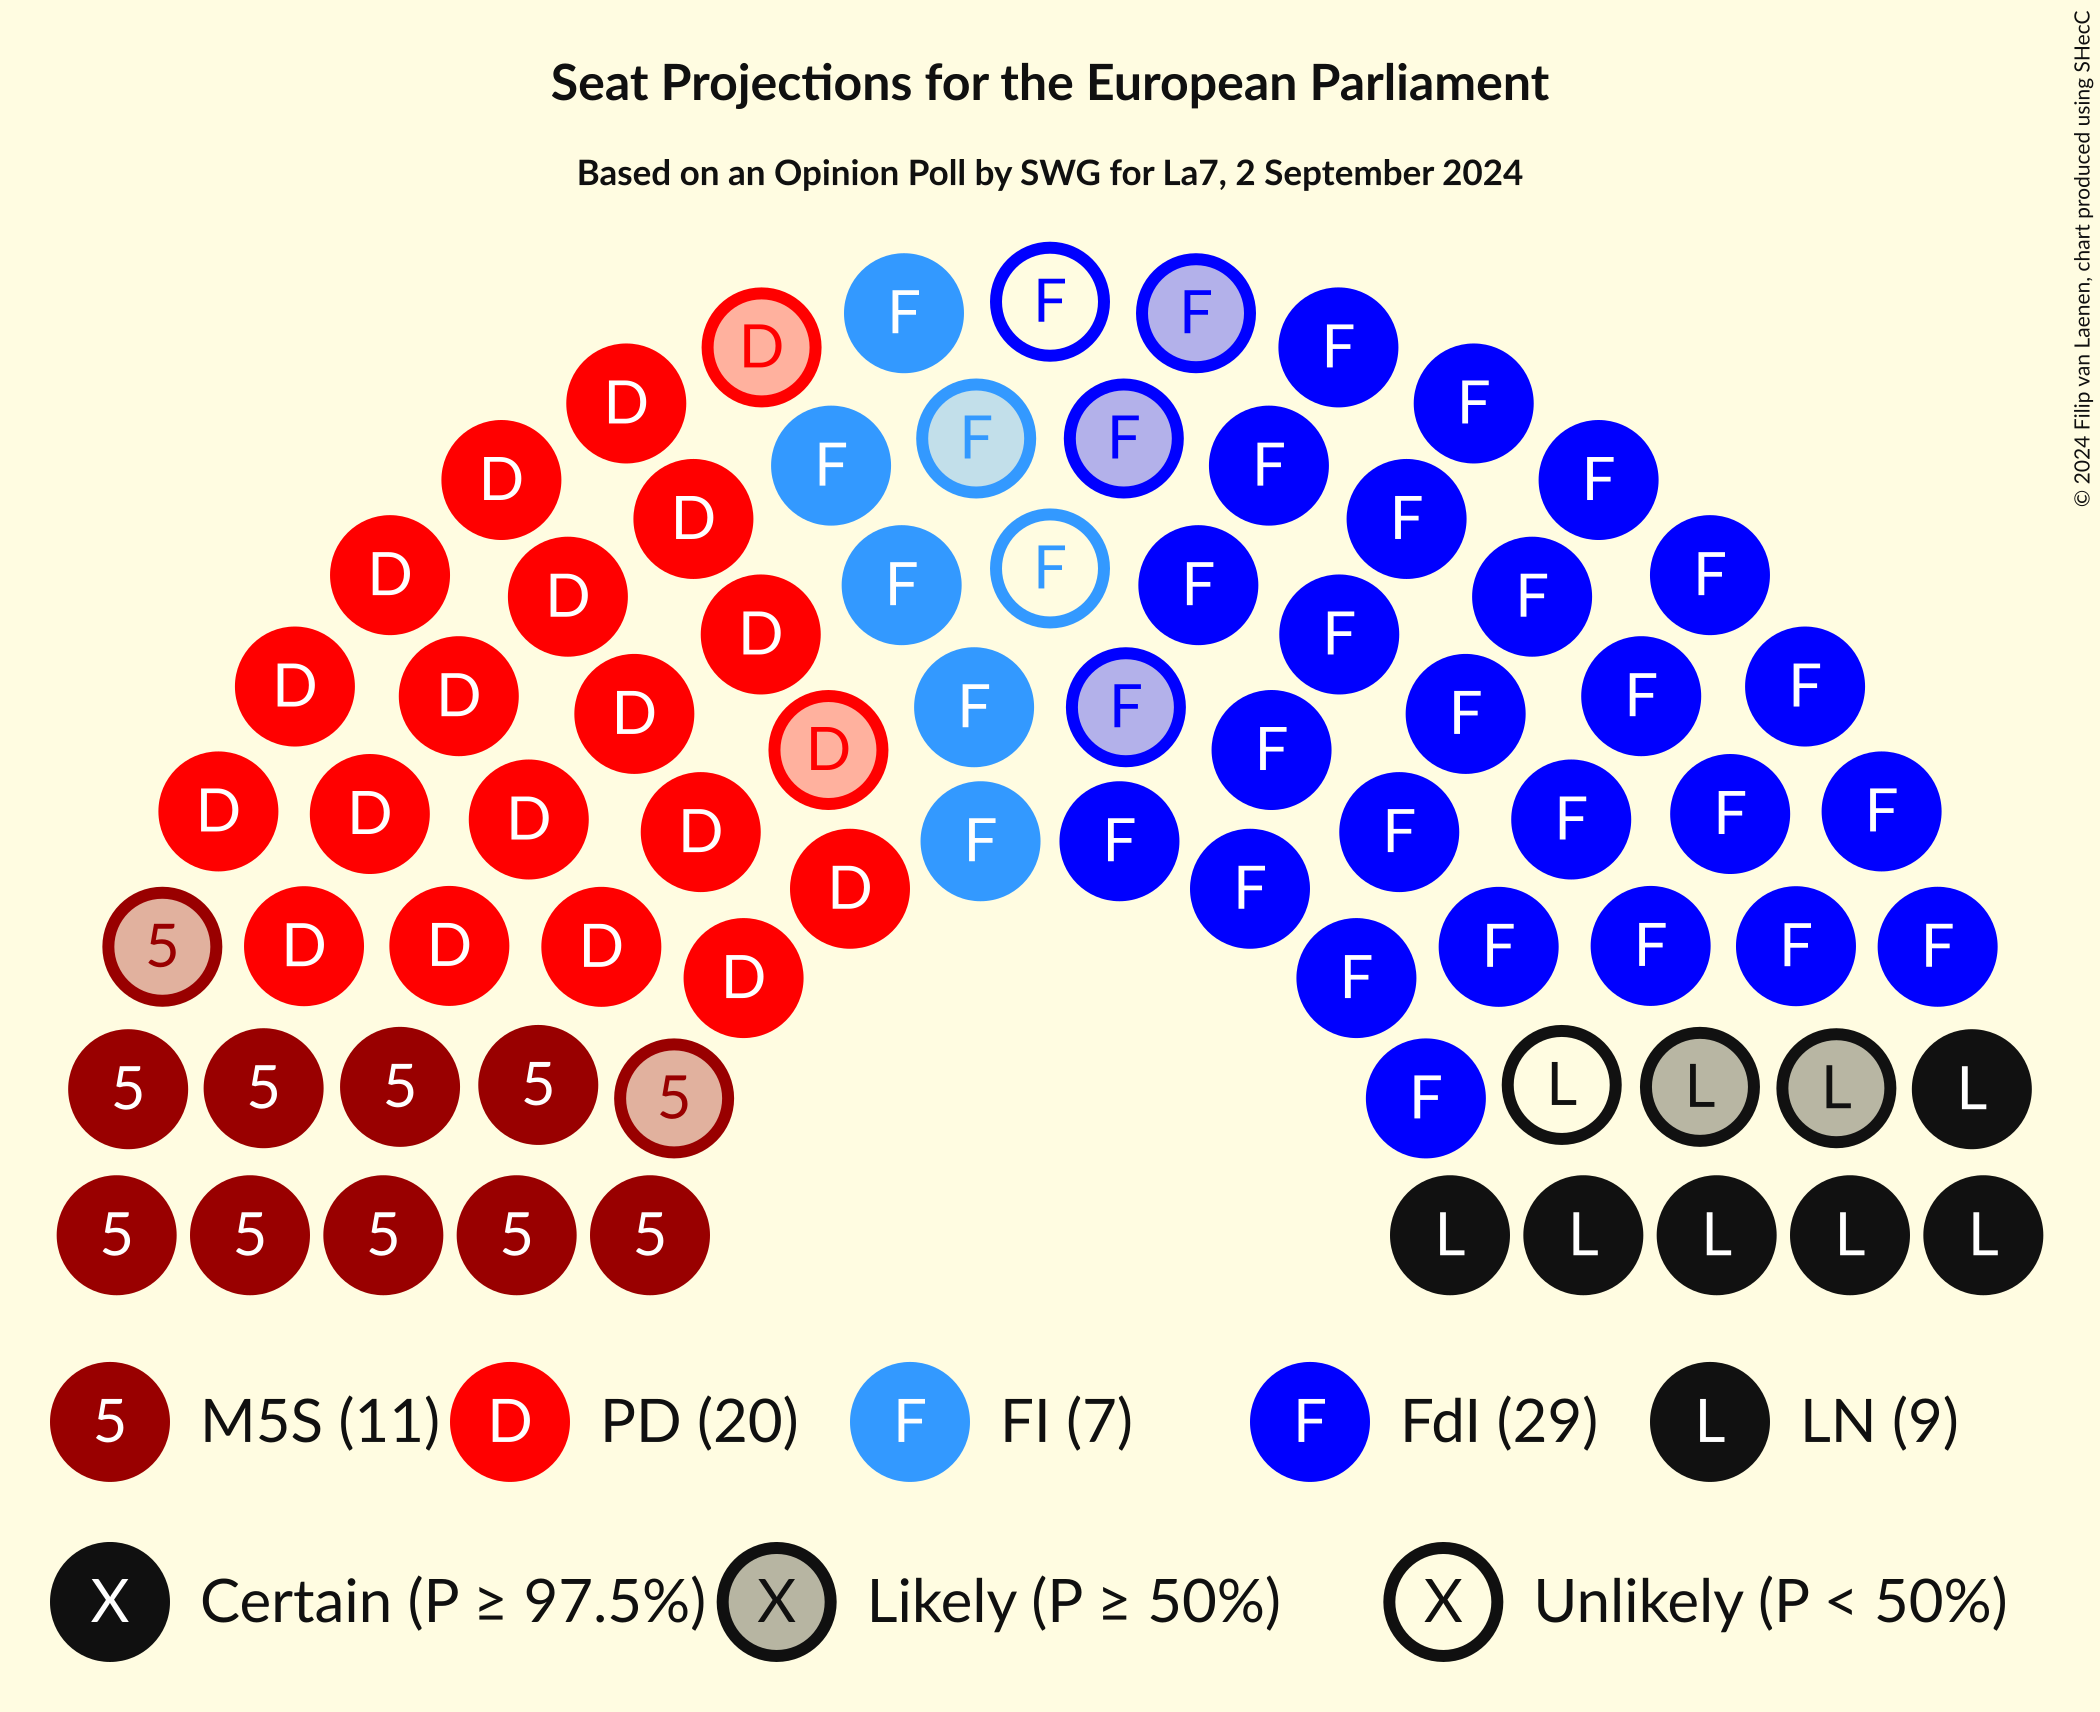 Seat Projections for the European Parliament
Based on an Opinion Poll by SWG for La7, 2 September 2024
© 2024 Filip van Laenen, chart produced using SHecC
F F F
D F
D F
F F
F F
D F
D F
F
D F F F
D F
D F
D D D F F F F F
D F
D D D D F F F F F F
D F
5 D D D F F F F
D F
5 5 5 5 5 F L L L L
5 5 5 5 5 L L L L L
5 M5S (11) D PD (20) F FI (7) F FdI (29) L LN (9)
X Certain (P ≥ 97.5%) X Likely (P ≥ 50%) X Unlikely (P < 50%)